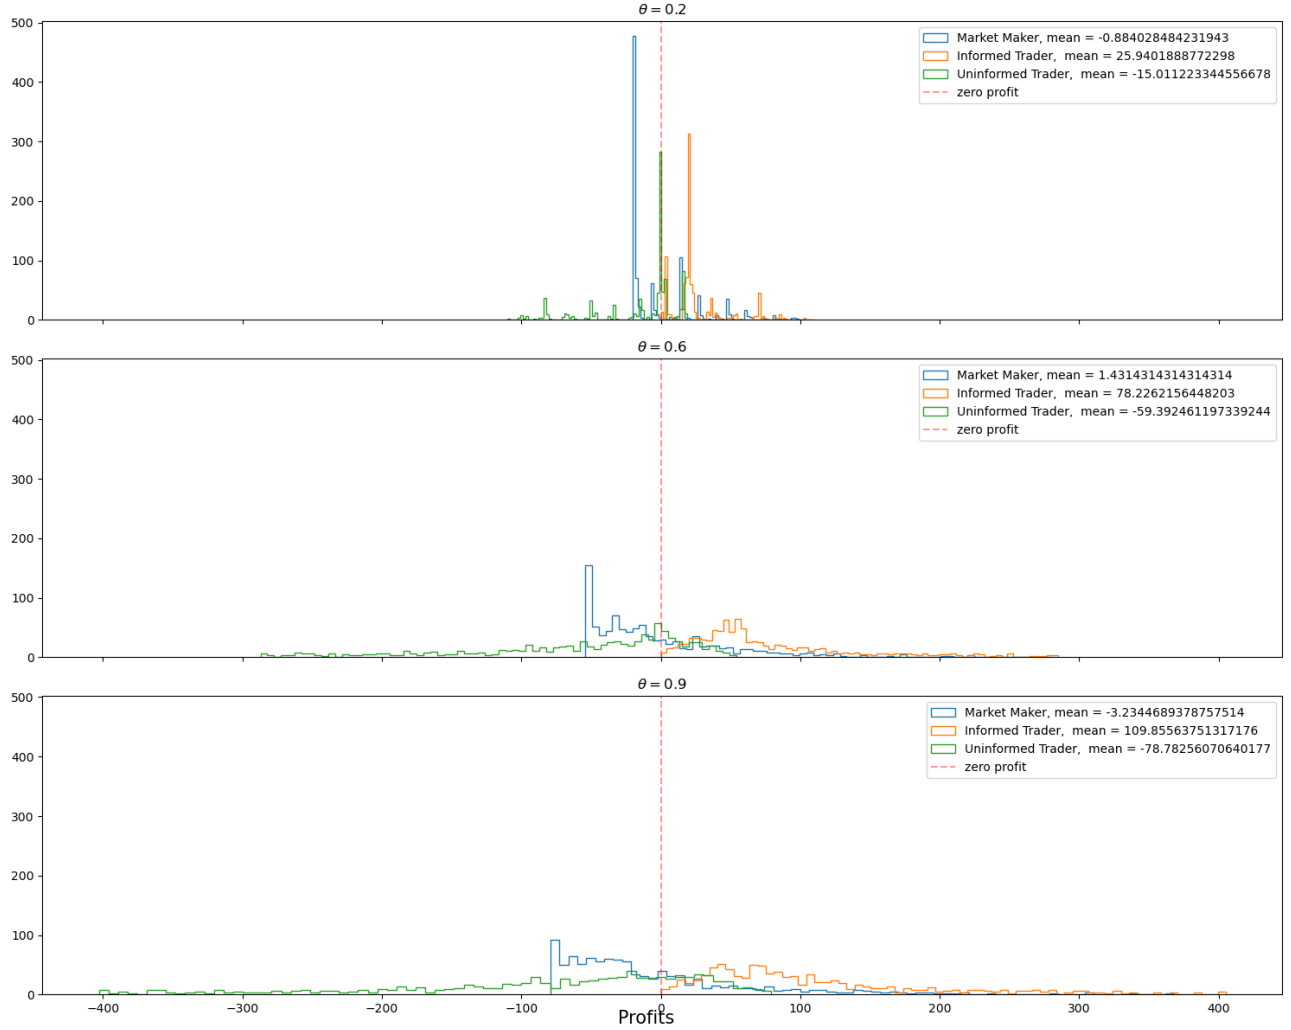 θ = 0.2
500
400
300
200
100
0
Market Maker, mean = -0.884028484231943
Informed Trader,  mean = 25.9401888772298
Uninformed Trader,  mean = -15.011223344556678
zero profit
θ = 0.6
500
400
300
200
100
0
Market Maker, mean = 1.4314314314314314
Informed Trader,  mean = 78.2262156448203
Uninformed Trader,  mean = -59.392461197339244
zero profit
θ = 0.9
500
400
300
200
100
0
Market Maker, mean = -3.2344689378757514
Informed Trader,  mean = 109.85563751317176
Uninformed Trader,  mean = -78.78256070640177
zero profit
−400 −300 −200 −100 0 100 200 300 400
Profits